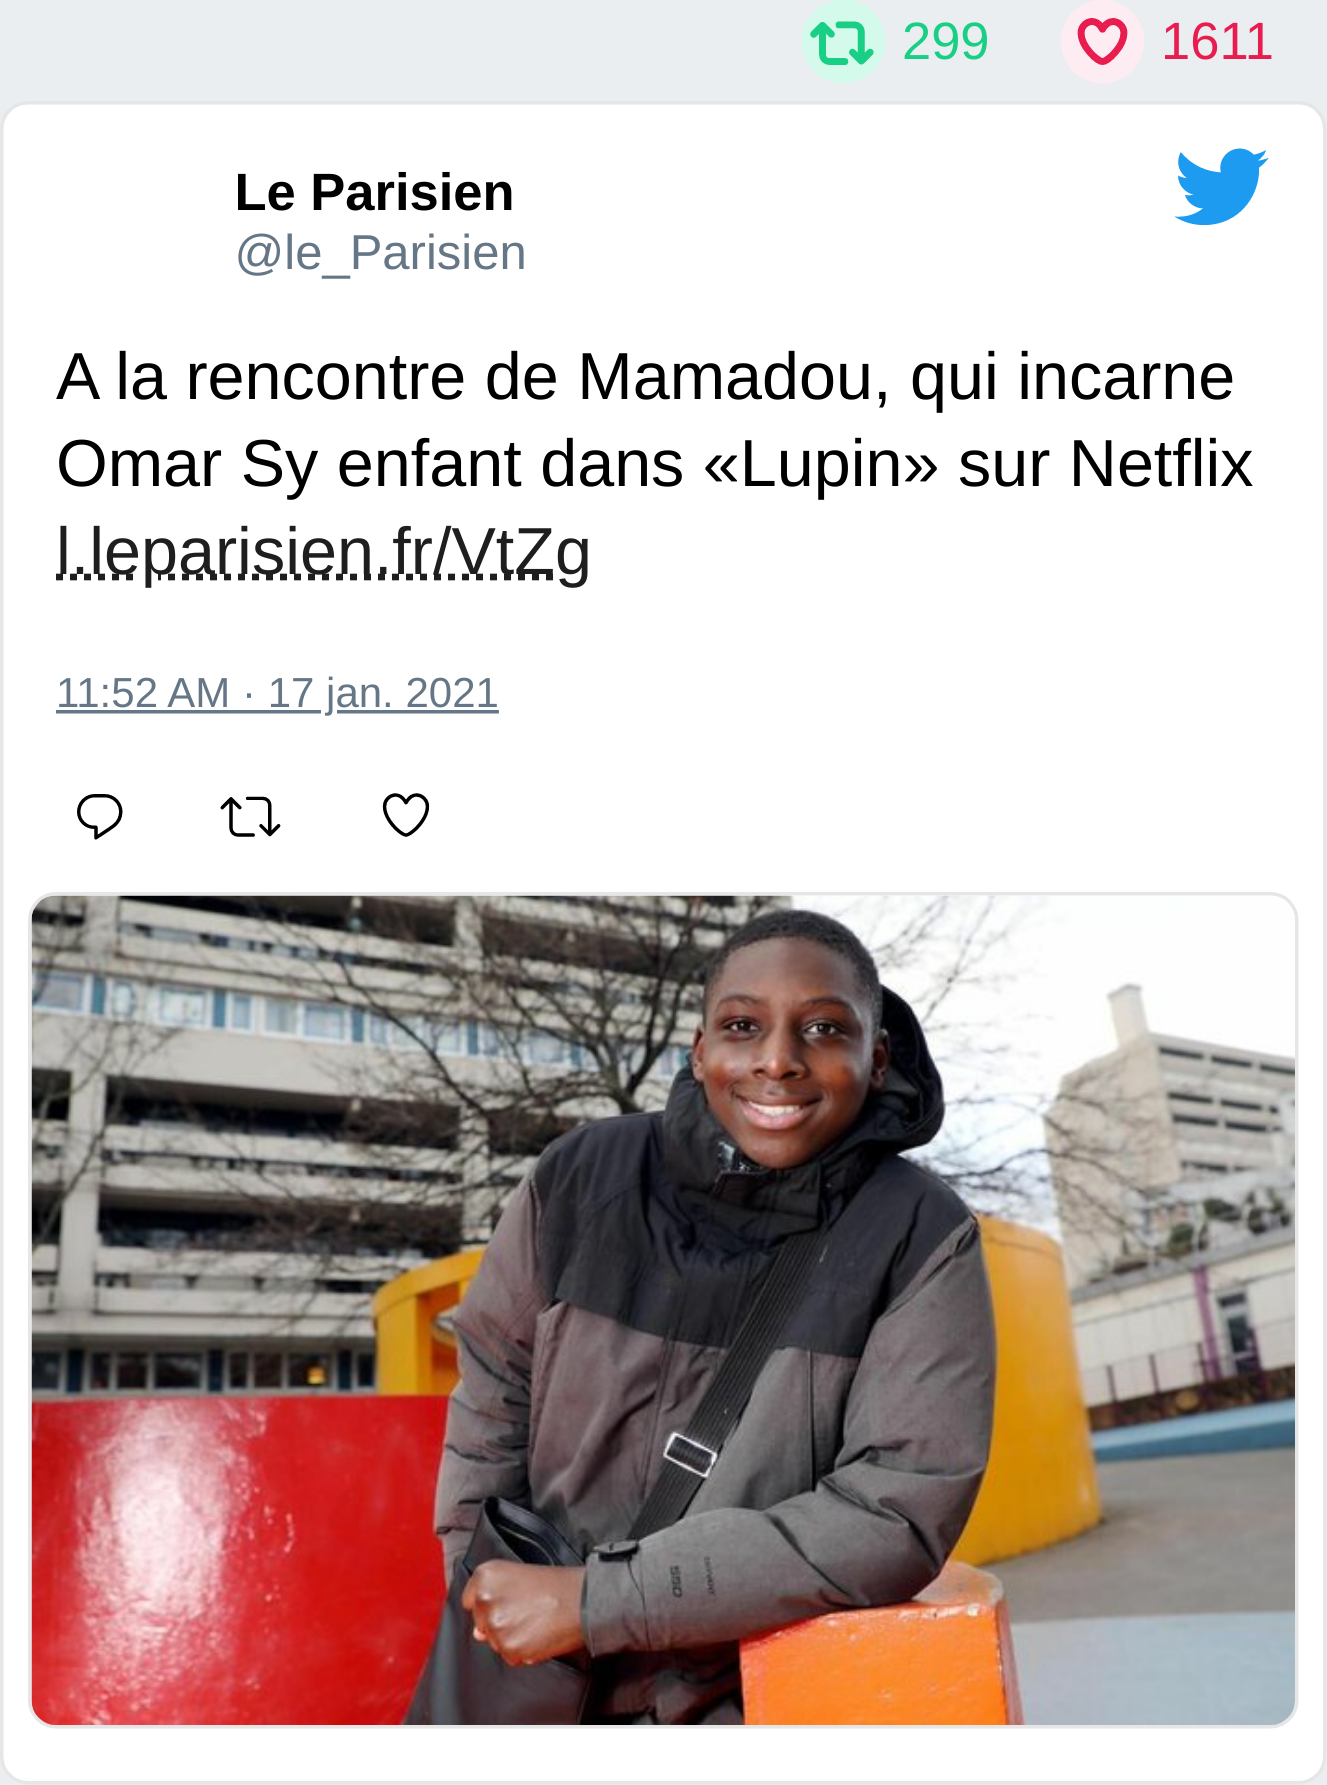 299 1611
Le Parisien
@le_Parisien
A la rencontre de Mamadou, qui incarne
Omar Sy enfant dans «Lupin» sur Netflix
l.leparisien.fr/VtZg
11:52 AM · 17 jan. 2021
550